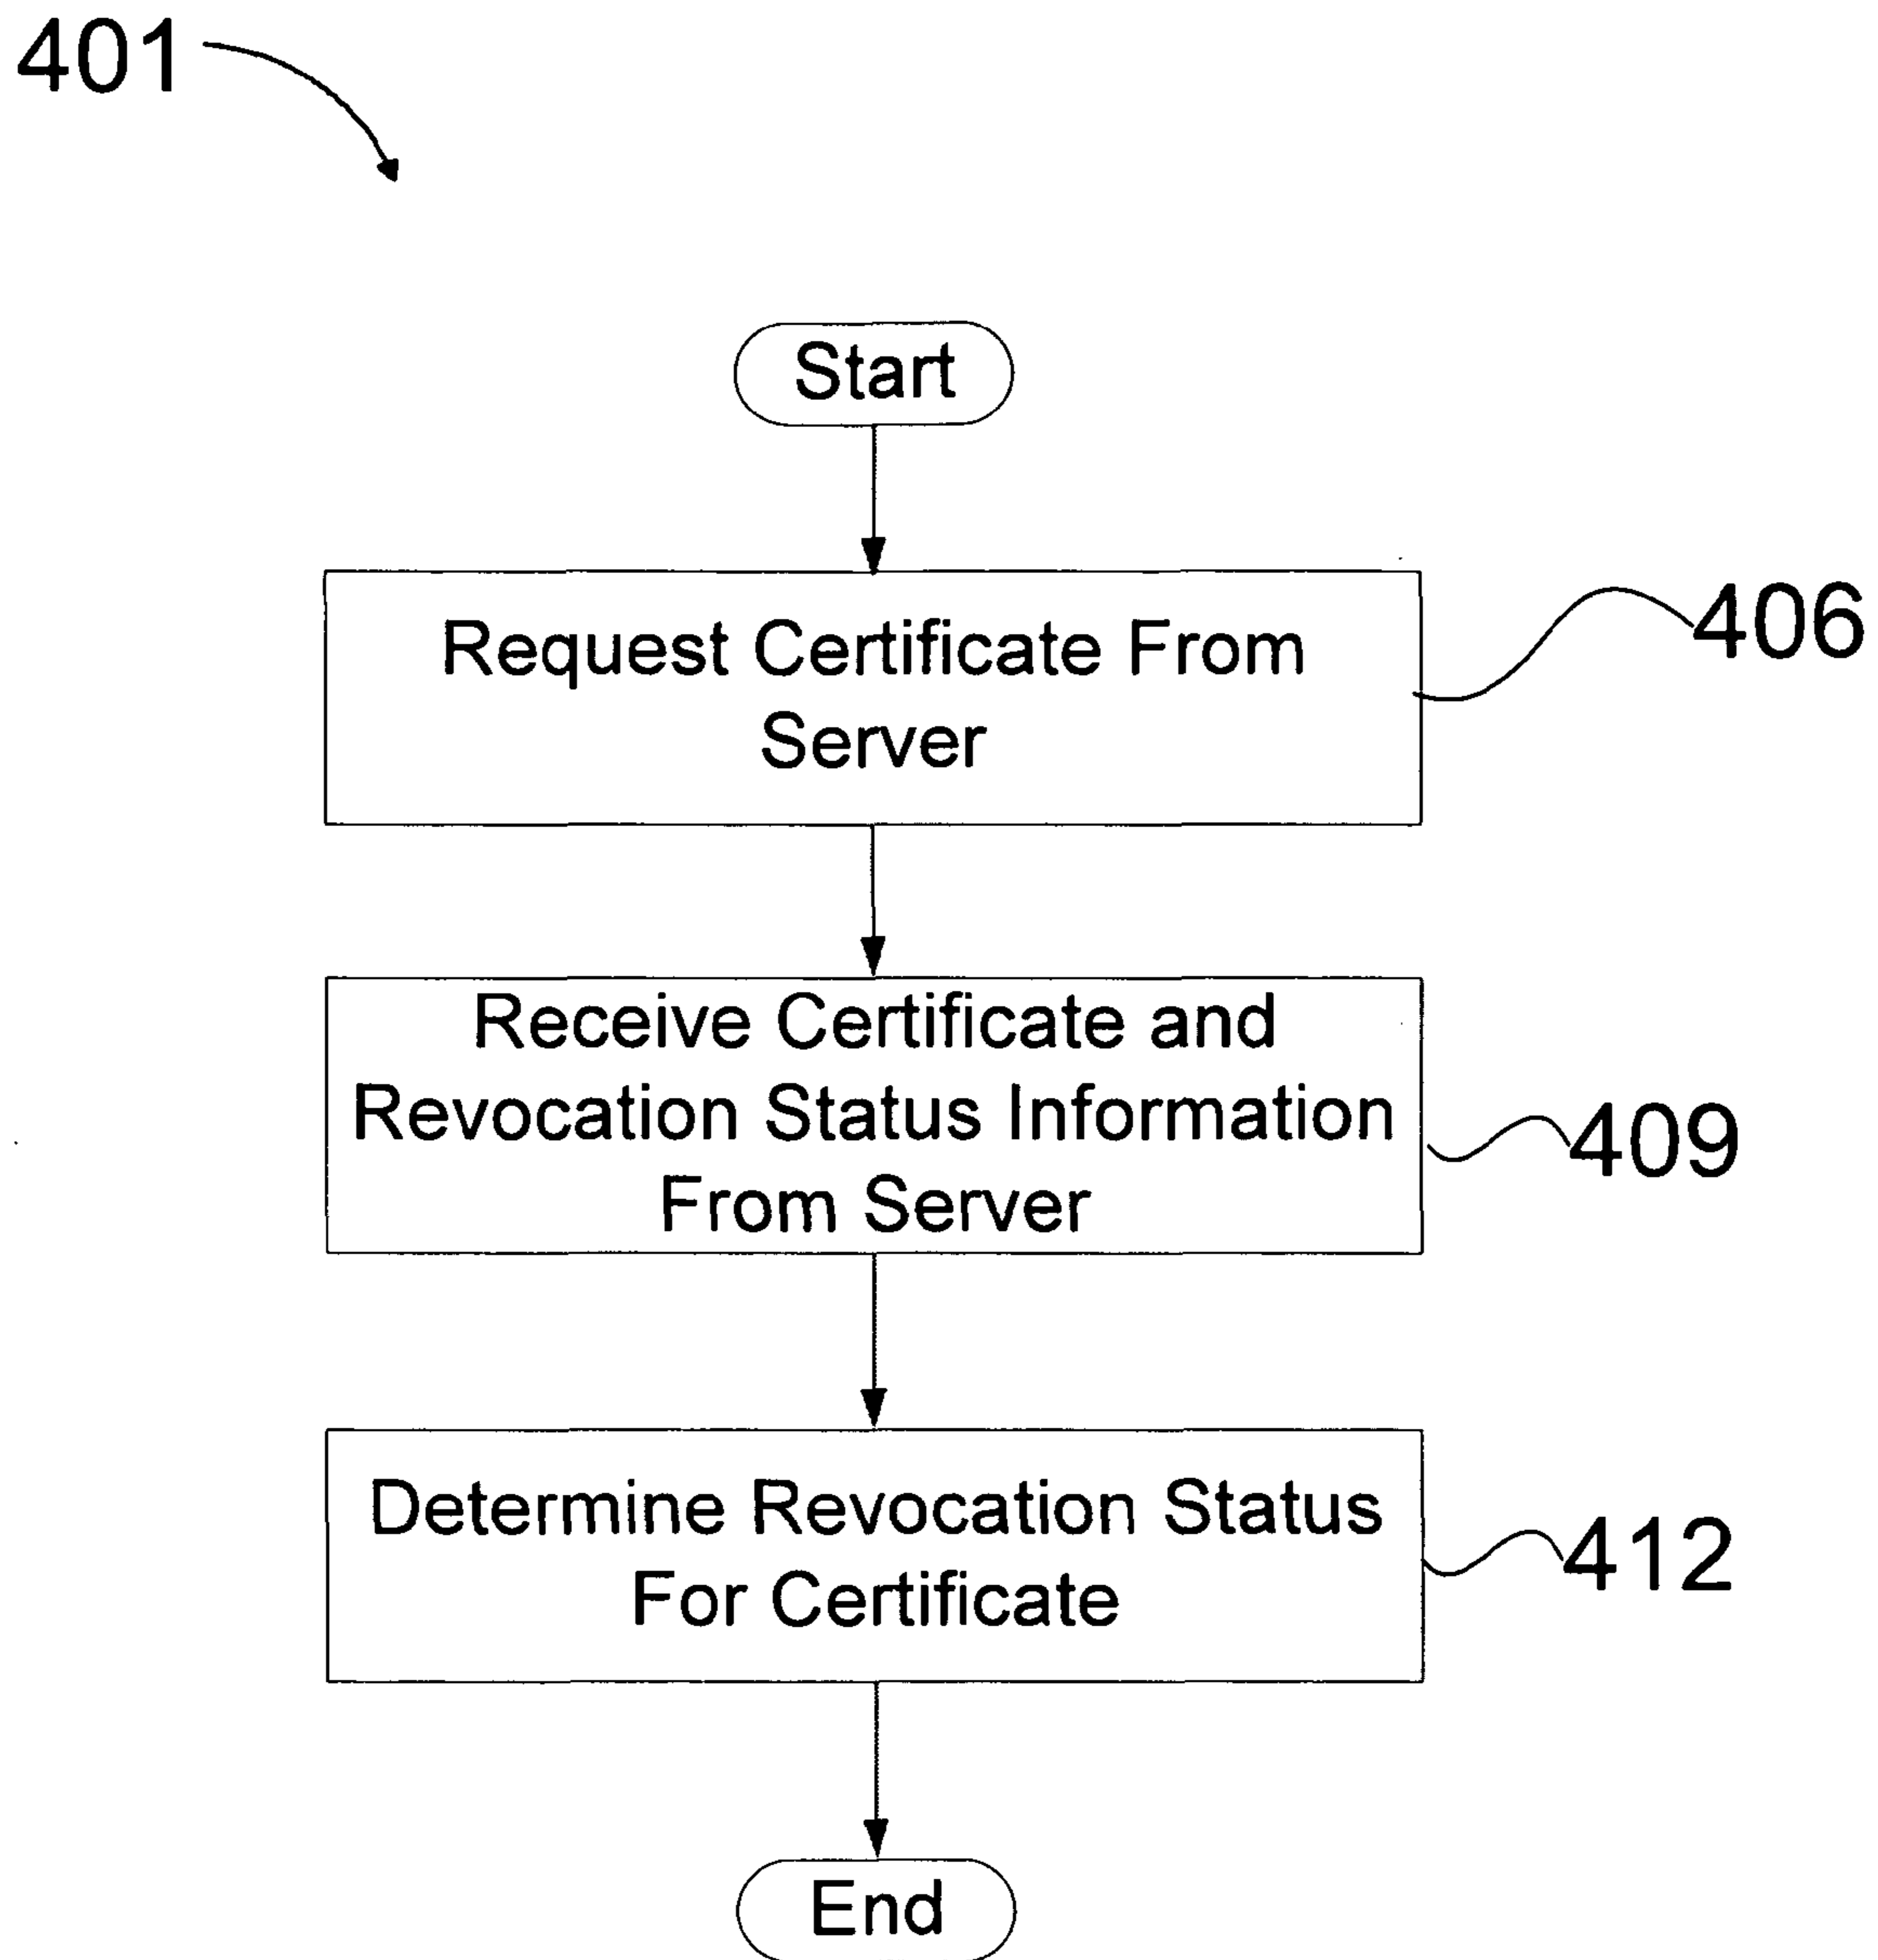 401
Start
Request Certificate From
Server
406
Receive Certificate and
Revocation Status Information
From Server
409
Determine Revocation Status
For Certificate
412
End